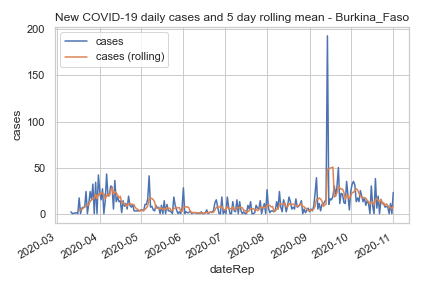 New COVID-19 daily cases and 5 day rolling mean - Burkina_Faso
200
150
100
50
0
cases
cases
cases (rolling)
2020-03
2020-04
2020-05
2020-06
2020-07
2020-08
2020-09
2020-10
2020-11
dateRep